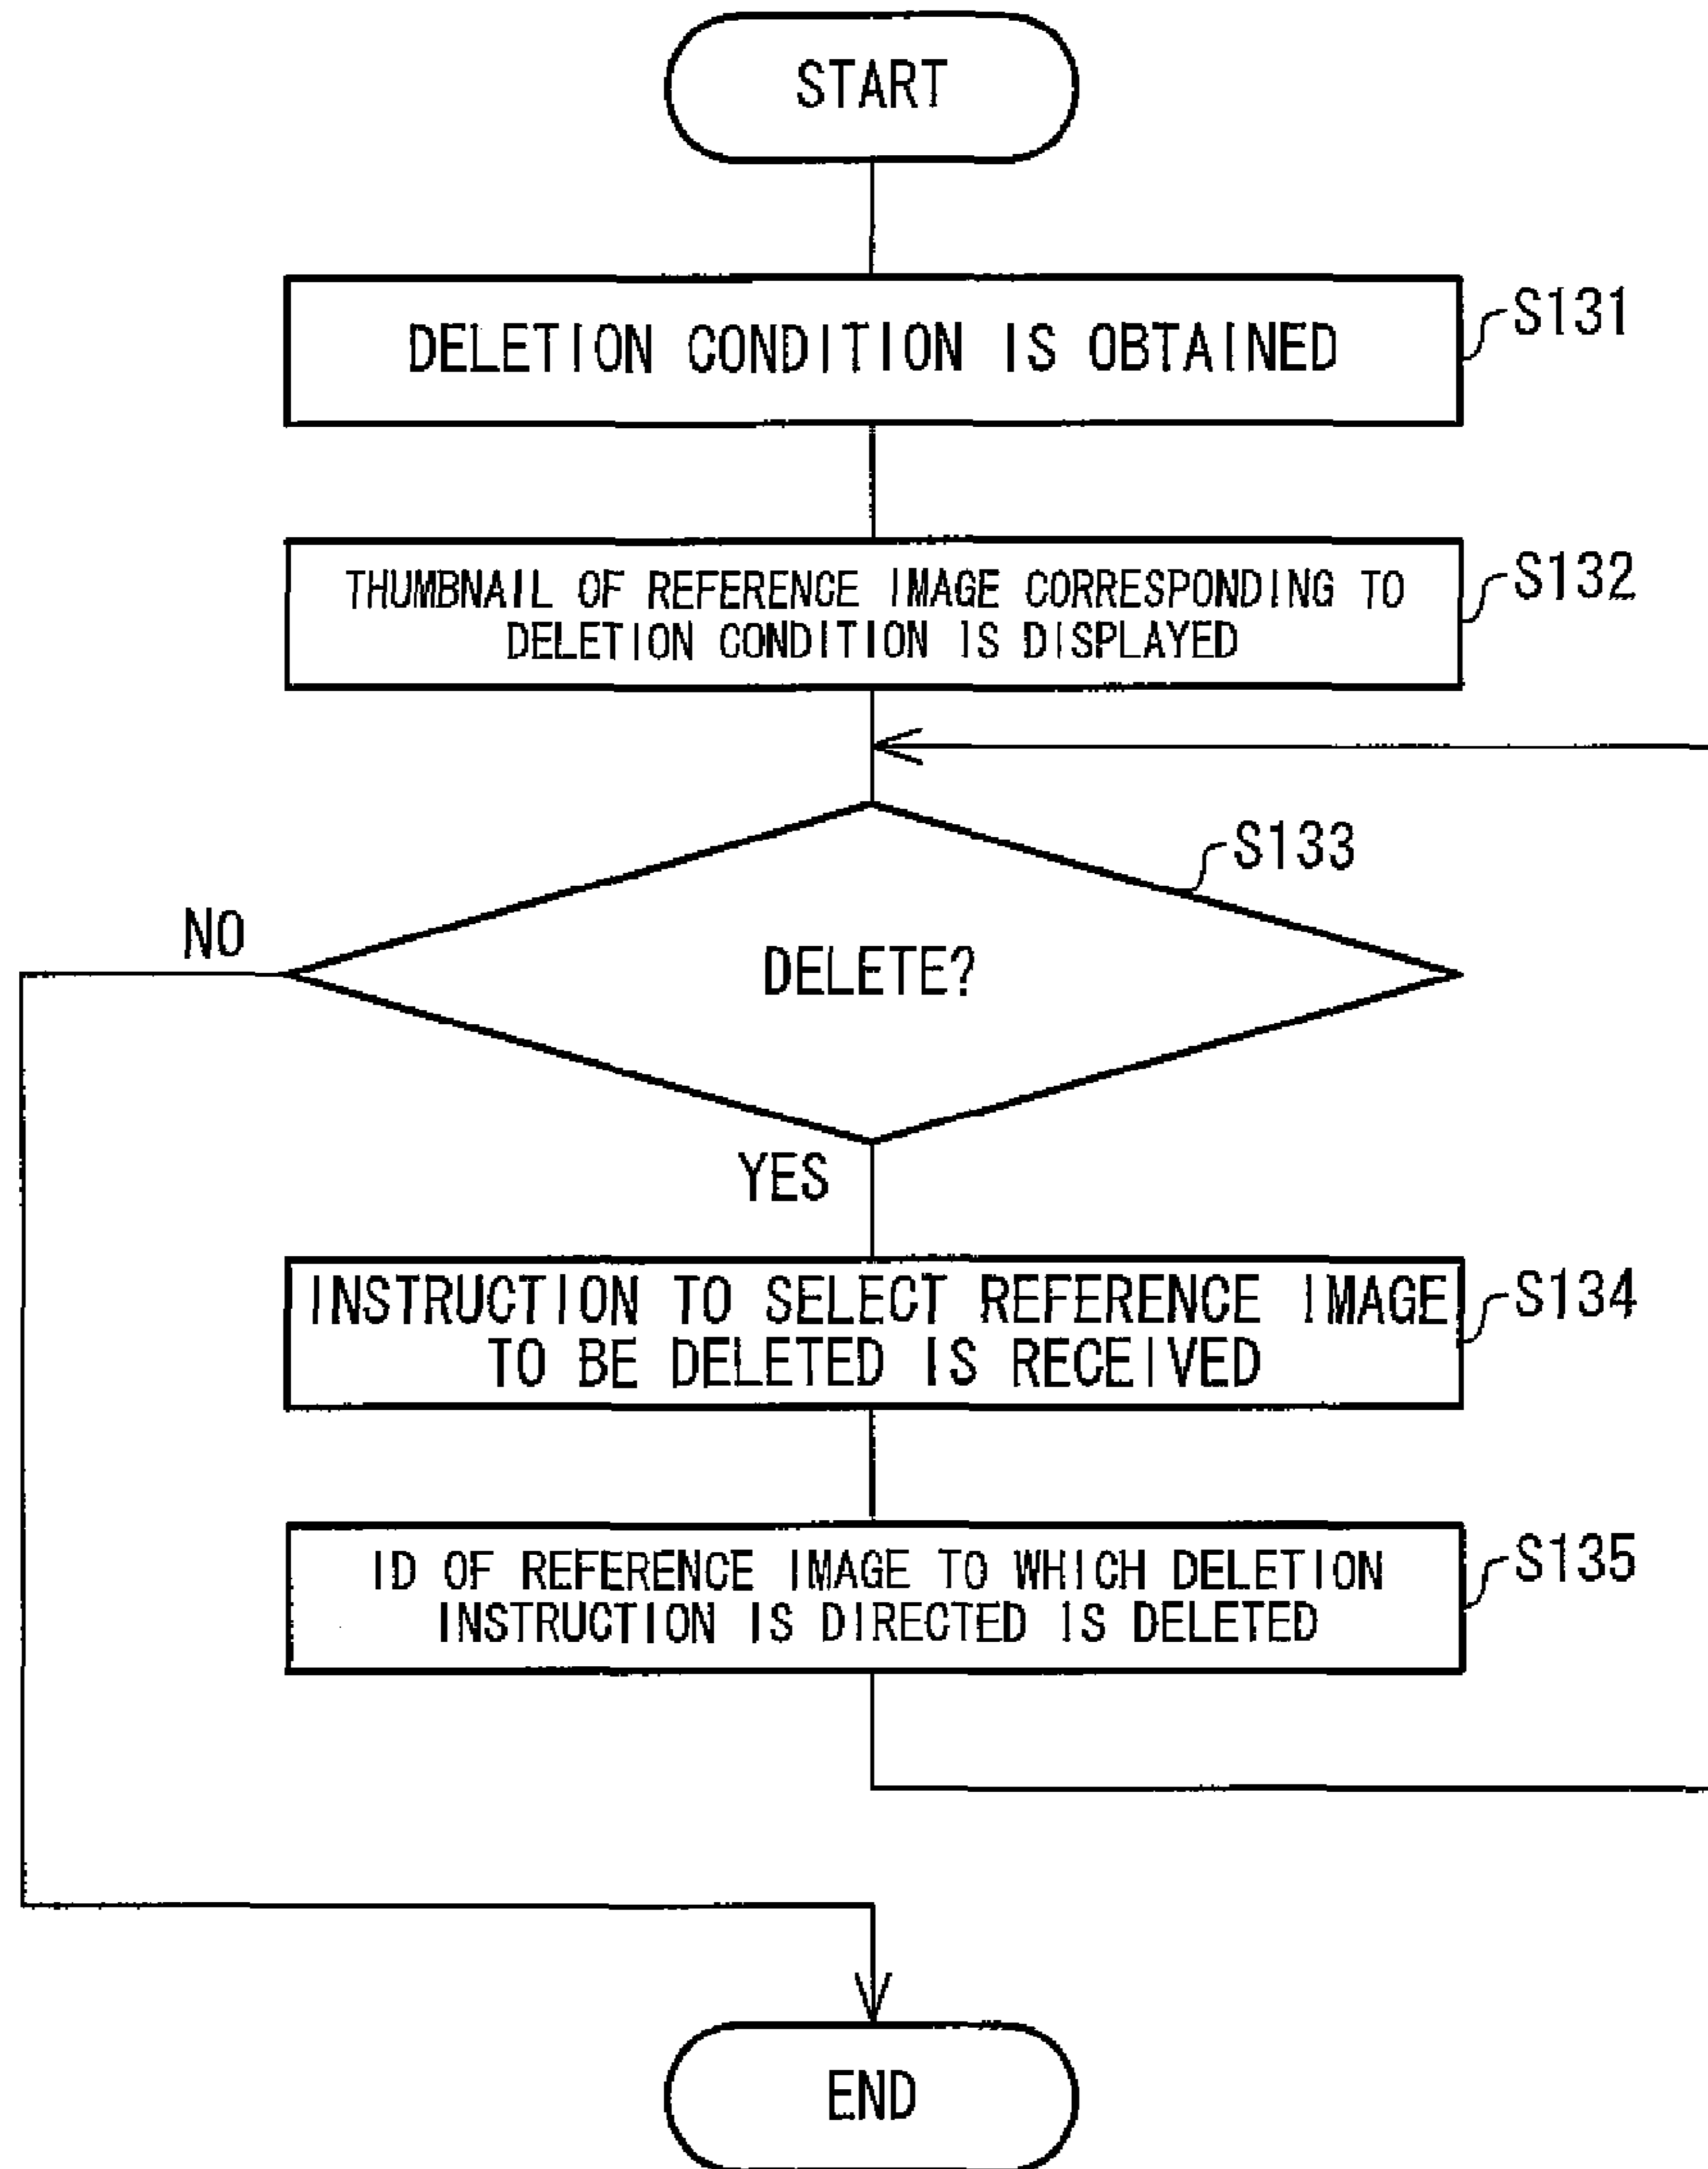 START
DELETION CONDITION IS OBTAINED
S131
THUMBNAIL OF REFERENCE IMAGE CORRESPONDING TO
DELETION CONDITION IS DISPLAYED
S132
S133
NO
DELETE?
YES
INSTRUCTION TO SELECT REFERENCE IMAGE
TO BE DELETED IS RECEIVED
S134
ID OF REFERENCE IMAGE TO WHICH DELETION
INSTRUCTION IS DIRECTED IS DELETED
S135
END